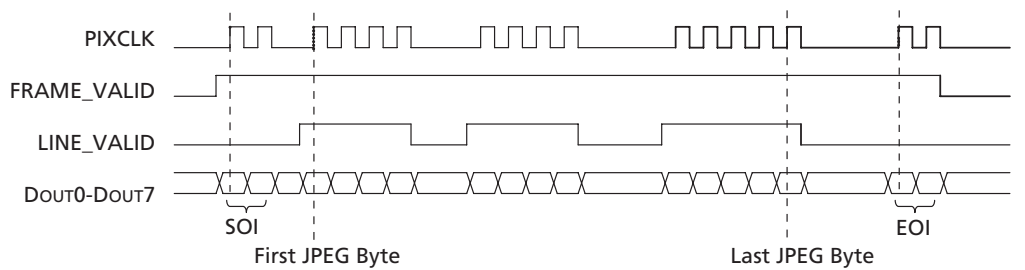 PIXCLK
FRAME_VALID
LINE_VALID
DOUT0-DOUT7
SOI
EOI
First JPEG Byte
Last JPEG Byte